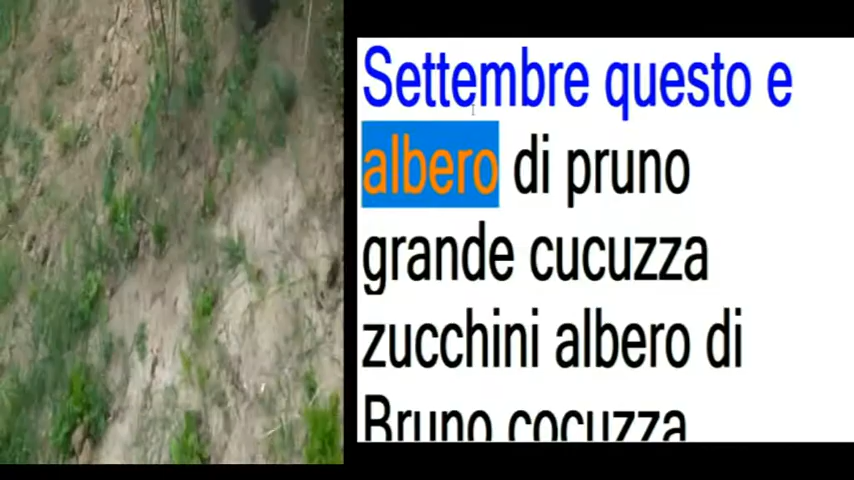 Settembre questo e
albero di pruno
grande cucuzza
zucchini albero di
Bruno cocuzza